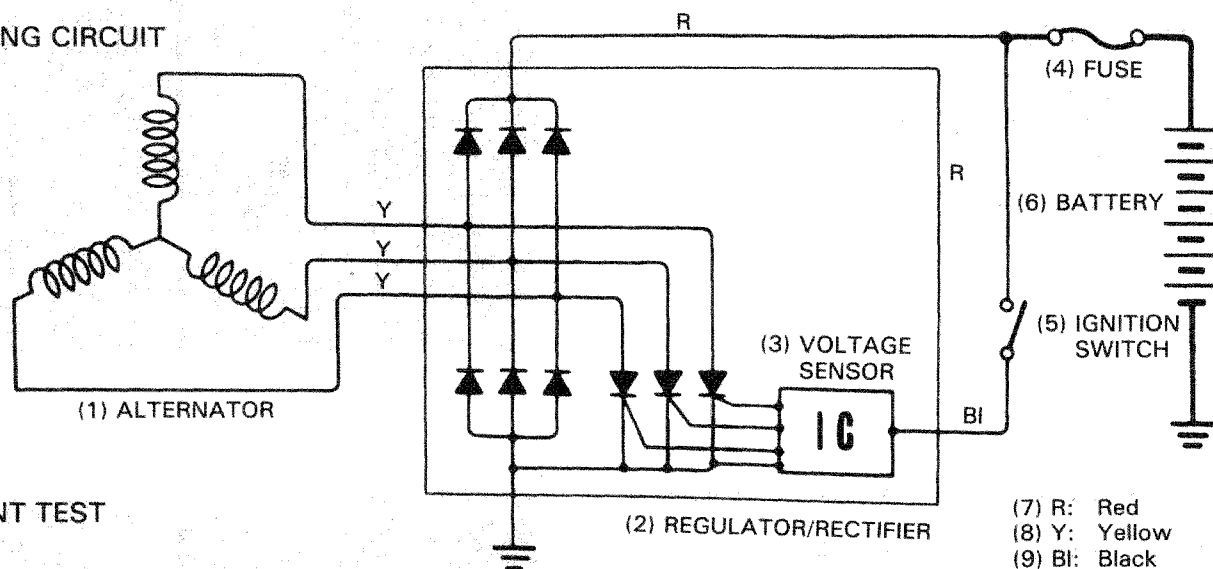 NG CIRCUIT
R
(4) FUSE
R
(6) BATTERY
Y
Y
Y
(5) IGNITION
SWITCH
(3) VOLTAGE
SENSOR
(1) ALTERNATOR
IC
Bl
NT TEST
(2) REGULATOR/RECTIFIER
(7) R: Red
(8) Y: Yellow
(9) Bl: Black